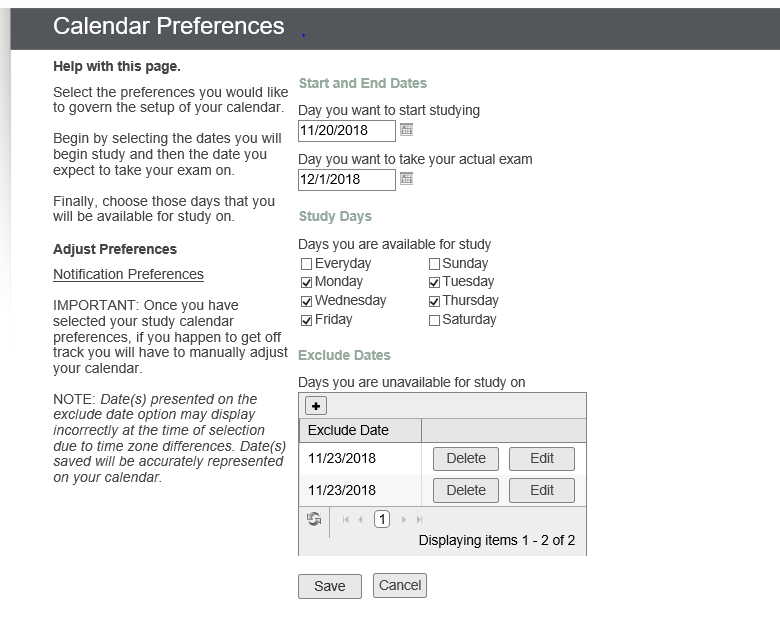 Calendar Preferences
Help with this page.
Select the preferences you would like
to govern the setup of your calendar.
Begin by selecting the dates you will
begin study and then the date you
expect to take your exam on.
Finally, choose those days that you
will be available for study on.
Adjust Preferences
Notification Preferences
IMPORTANT: Once you have
selected your study calendar
preferences, if you happen to get off
track you will have to manually adjust
your calendar.
NOTE: Date(s) presented on the
exclude date option may display
incorrectly at the time of selection
due to time zone differences. Date(s)
saved will be accurately represented
on your calendar.
Start and End Dates
Day you want to start studying
11/20/2018
Day you want to take your actual exam
12/1/2018
Study Days
Days you are available for study
Everyday Sunday
Monday Tuesday
Wednesday Thursday
Friday Saturday
Exclude Dates
Days you are unavailable for study on
+
Exclude Date
11/23/2018 Delete Edit
11/23/2018 Delete Edit
1
Displaying items 1 - 2 of 2
Save Cancel